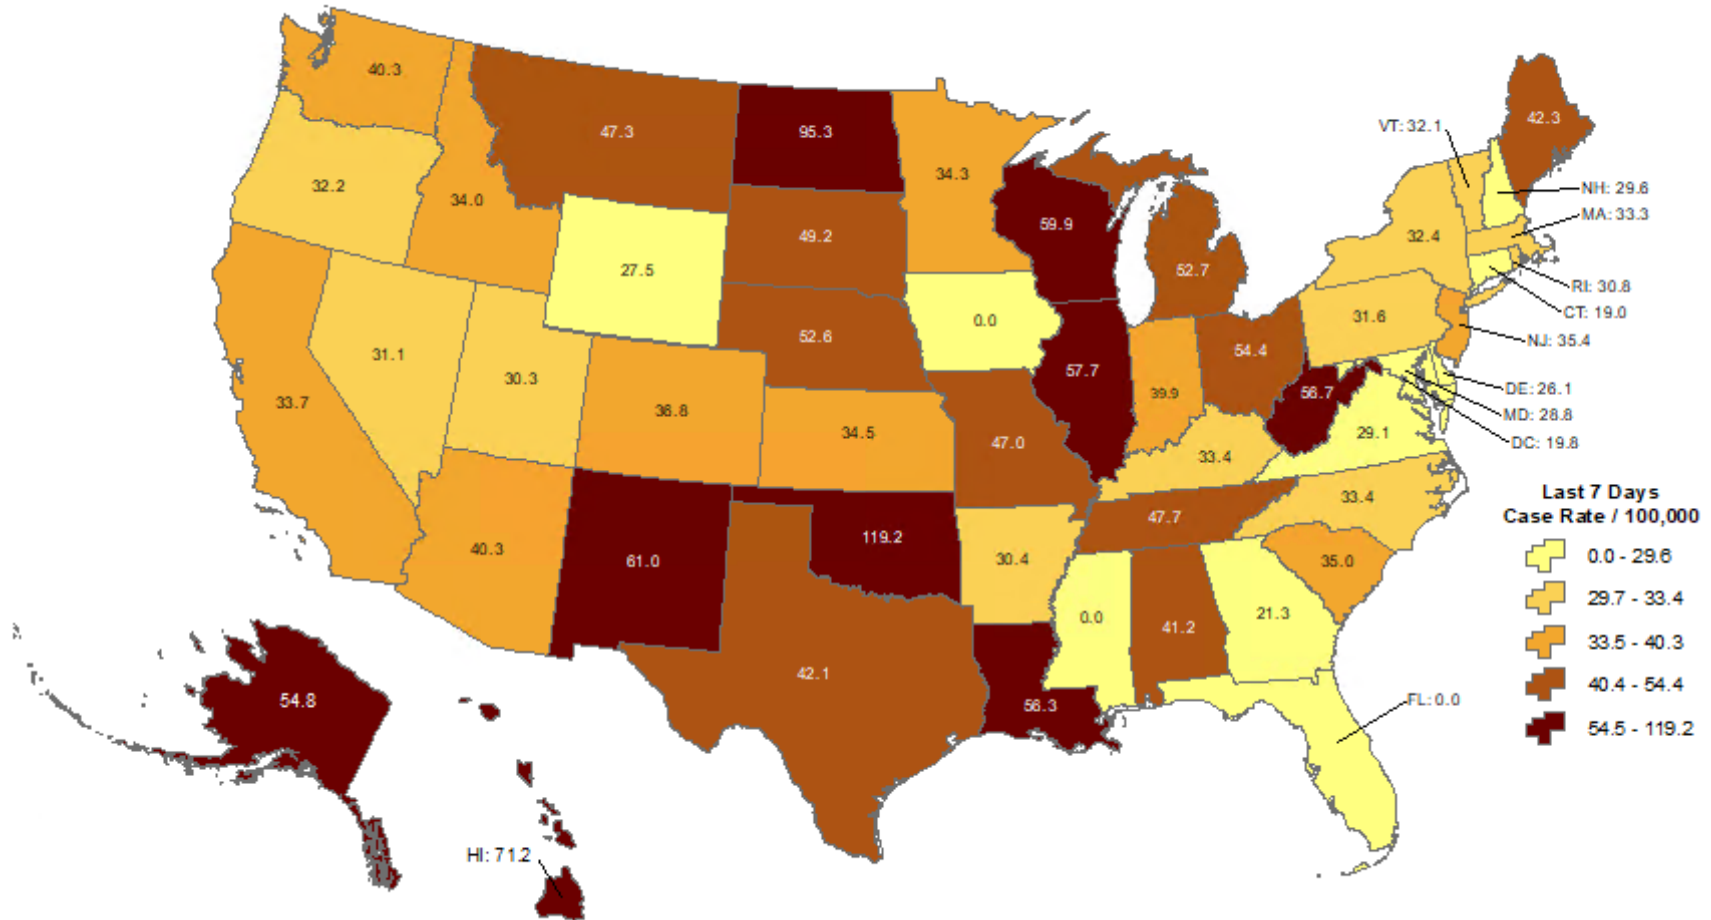 40.3
47.3
95.3
34.3
42.3
VT: 32.1
32.2
34.0
NH: 29.6
MA: 33.3
59.9
32.4
49.2
27.5
52.7
RI: 30.8
CT: 19.0
0.0
31.6
NJ: 35.4
52.6
54.4
31.1
30.3
57.7
DE: 26.1
33.7
36.8
39.9
56.7
MD: 28.8
34.5
29.1
DC: 19.8
47.0
33.4
33.4
Last 7 Days
Case Rate / 100,000
47.7
0.0 - 29.6
40.3
61.0
119.2
30.4
35.0
29.7 - 33.4
0.0
41.2
21.3
33.5 - 40.3
42.1
40.4 - 54.4
54.8
56.3
FL: 0.0
54.5 - 119.2
HI: 71.2